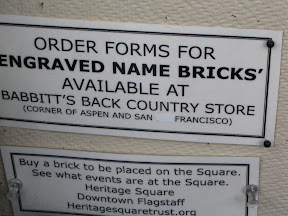 ORDER FORMS FOR
ENGRAVED NAME BRICKS'
AVAILABLE AT
BABBITT'S BACK COUNTRY STORE
(CORNER OF ASPEN AND SAN FRANCISCO)
Buy a brick to be placed on the Square.
See what events are at the Square.
Heritage Square
Downtown Flagstaff
Heritagesquaretrust.org